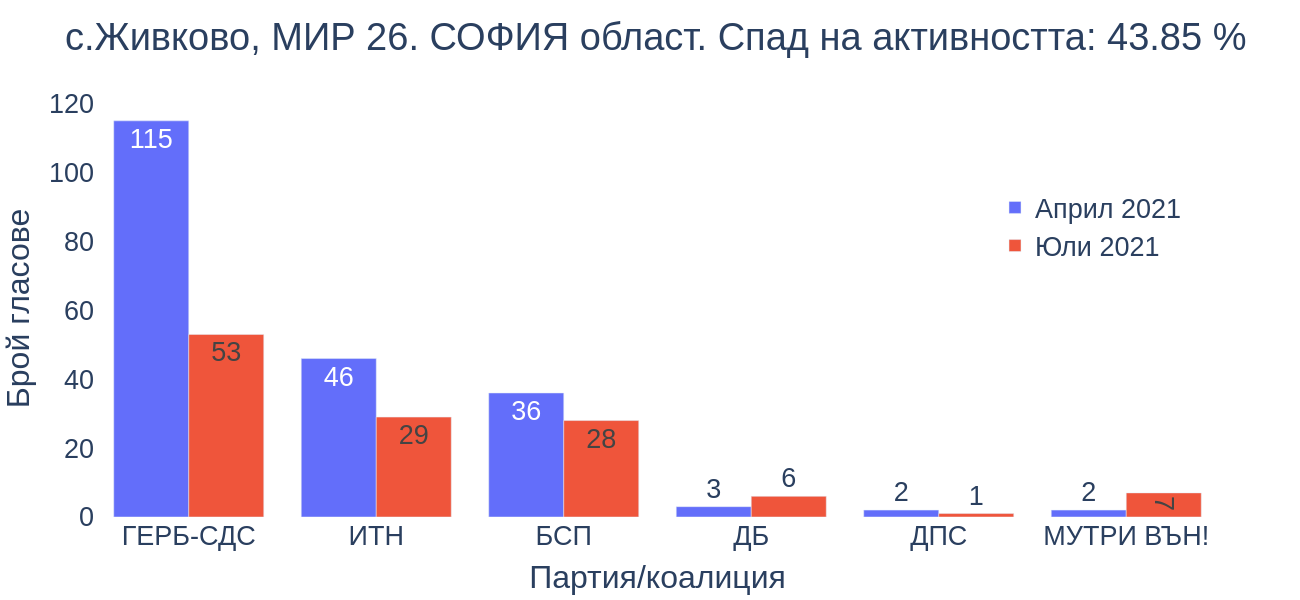 с.Живково, МИР 26. СОФИЯ област. Спад на активността: 43.85 %
Брой гласове
120
100
80
60
40
20
0
115
53
46
29
36
28
3
6
2
1
2
7
Април 2021
Юли 2021
ГЕРБ-СДС
ИТН
БСП
ДБ
ДПС
МУТРИ ВЪН!
Партия/коалиция